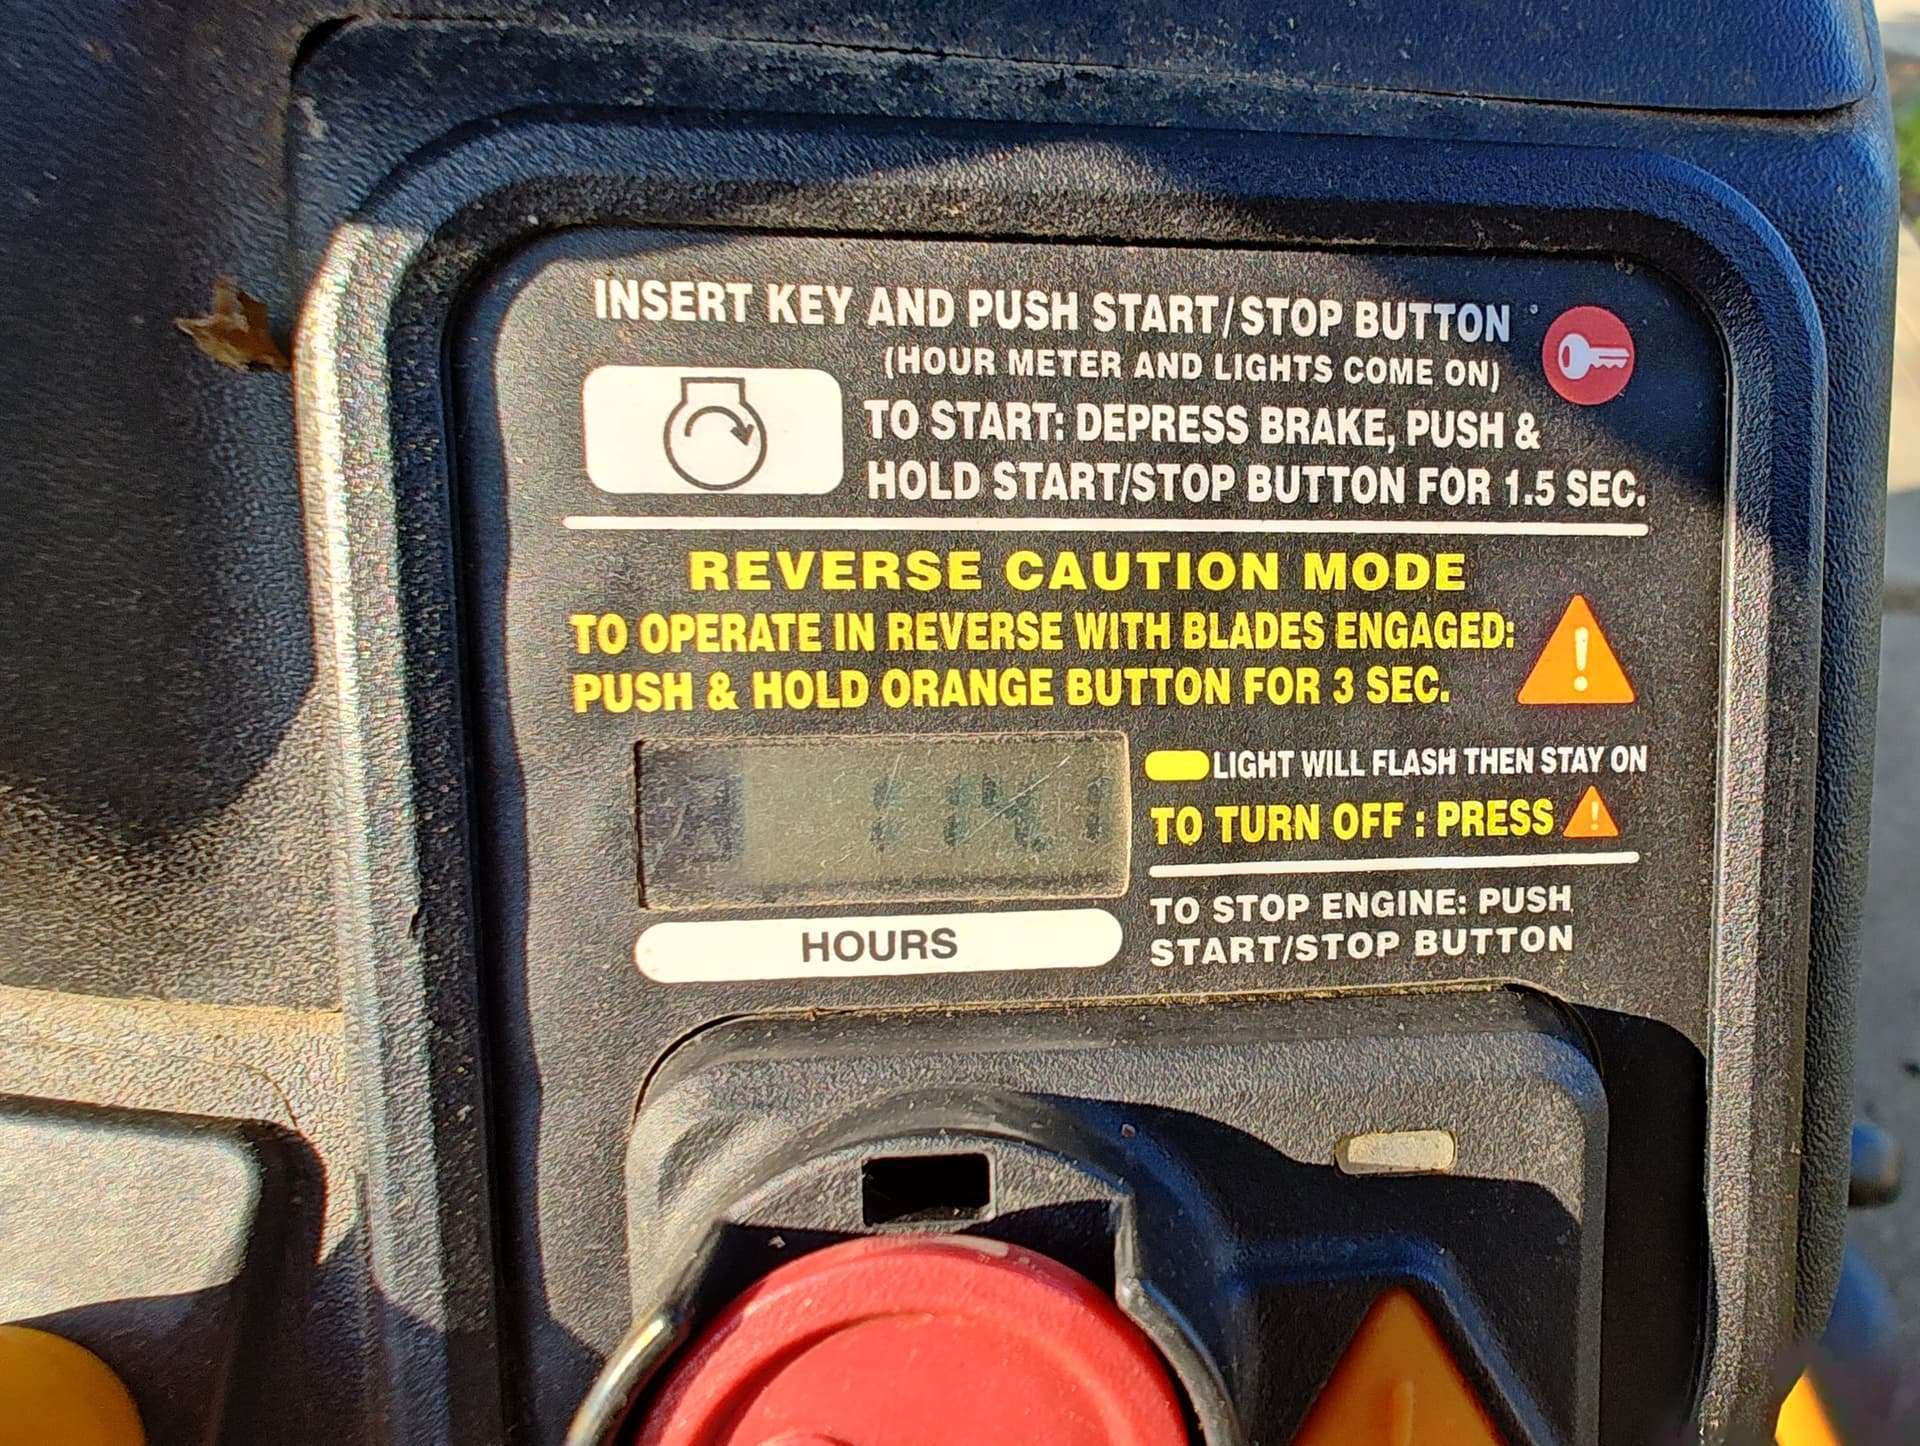 INSERT KEY AND PUSH START/STOP BUTTON
(HOUR METER AND LIGHTS COME ON)
TO START: DEPRESS BRAKE, PUSH &
HOLD START/STOP BUTTON FOR 1.5 SEC.
REVERSE CAUTION MODE
TO OPERATE IN REVERSE WITH BLADES ENGAGED:
PUSH & HOLD ORANGE BUTTON FOR 3 SEC.
LIGHT WILL FLASH THEN STAY ON
TO TURN OFF : PRESS
HOURS
TO STOP ENGINE: PUSH
START/STOP BUTTON